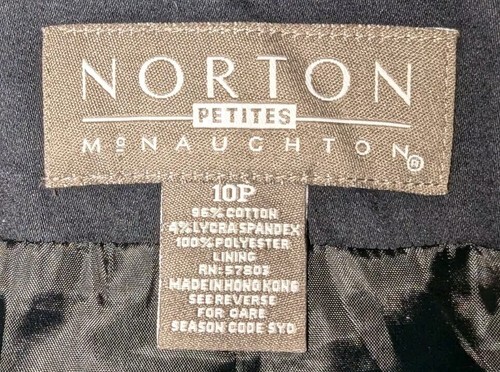 NORTON
PETITES
McNAUGHTON®
10P
96% COTTON
4% LYCRA SPANDEX
100% POLYESTER
LINING
RN: 57803
MADE IN HONG KONG
SEE REVERSE
FOR CARE
SEASON CODE SYD